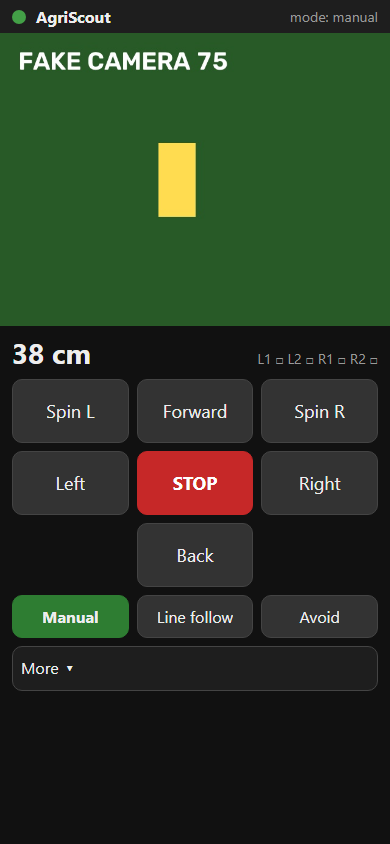 AgriScout
mode: manual
FAKE CAMERA 75
38 cm
L1 □ L2 □ R1 □ R2 □
Spin L
Forward
Spin R
Left
STOP
Right
Back
Manual
Line follow
Avoid
More ▾